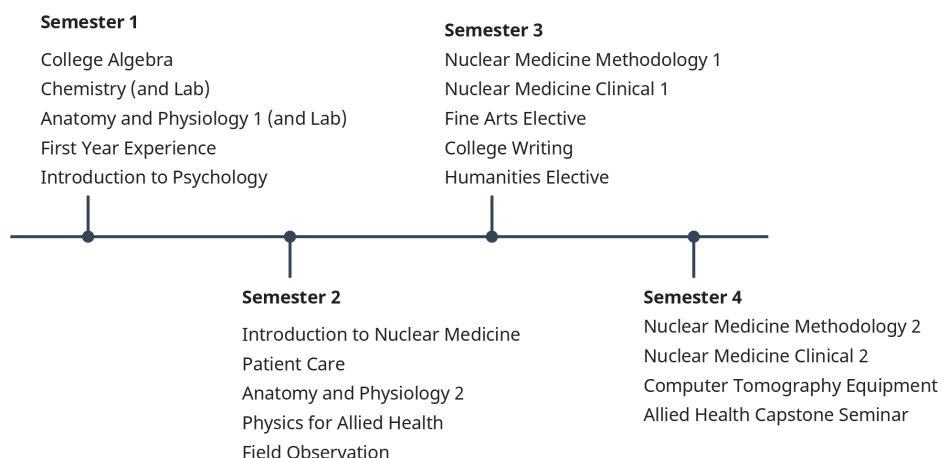 Semester 1
College Algebra
Chemistry (and Lab)
Anatomy and Physiology 1 (and Lab)
First Year Experience
Introduction to Psychology
Semester 2
Introduction to Nuclear Medicine
Patient Care
Anatomy and Physiology 2
Physics for Allied Health
Field Observation
Semester 3
Nuclear Medicine Methodology 1
Nuclear Medicine Clinical 1
Fine Arts Elective
College Writing
Humanities Elective
Semester 4
Nuclear Medicine Methodology 2
Nuclear Medicine Clinical 2
Computer Tomography Equipment
Allied Health Capstone Seminar